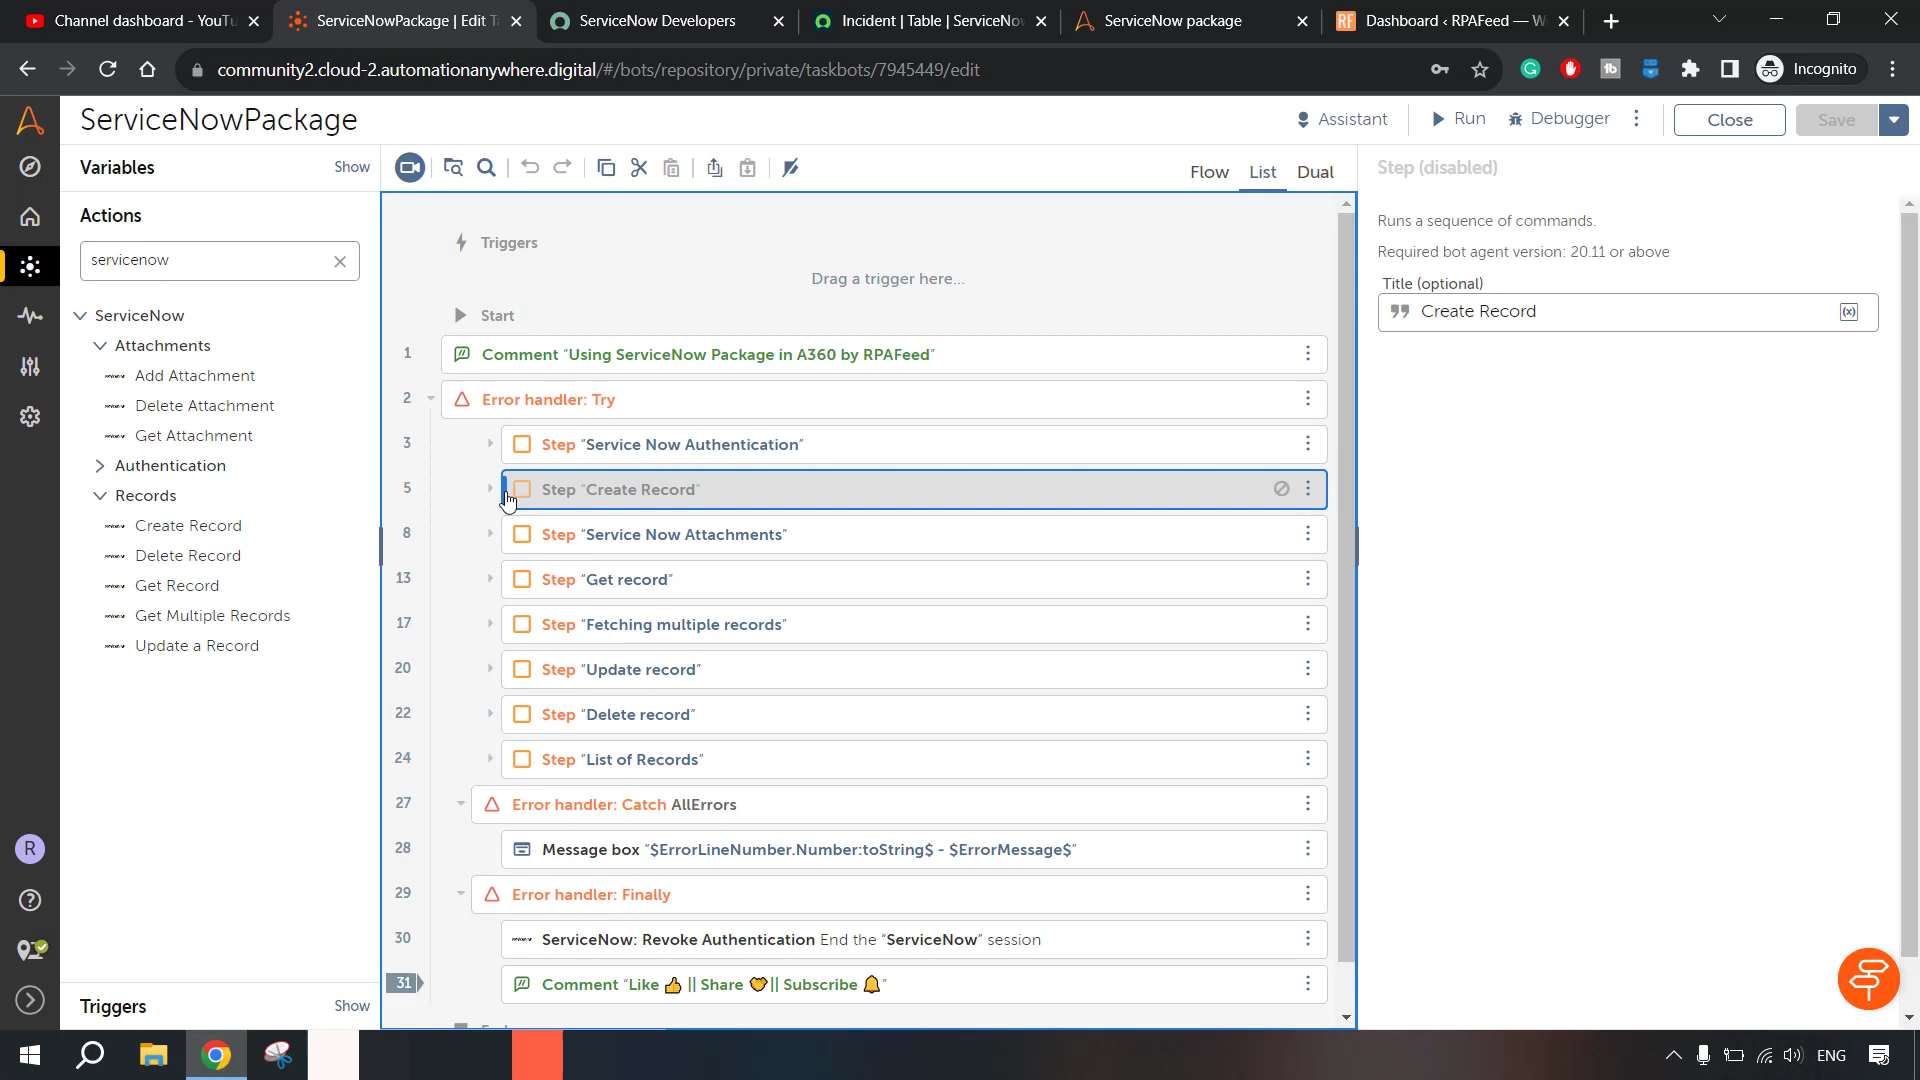 Channel dashboard - YouTu
ServiceNowPackage | Edit T
ServiceNow Developers
Incident | Table | ServiceNo
ServiceNow package
Dashboard ‹ RPAFeed — W
community2.cloud-2.automationanywhere.digital/#/bots/repository/private/taskbots/7945449/edit
Incognito
ServiceNowPackage
Assistant
Run
Debugger
Close
Save
Variables
Show
Flow
List
Dual
Step (disabled)
Actions
servicenow
ServiceNow
Attachments
Add Attachment
Delete Attachment
Get Attachment
Authentication
Records
Create Record
Delete Record
Get Record
Get Multiple Records
Update a Record
Triggers
Show
Triggers
Drag a trigger here...
Start
1 Comment "Using ServiceNow Package in A360 by RPAFeed"
2 Error handler: Try
3 Step "Service Now Authentication"
5 Step "Create Record"
8 Step "Service Now Attachments"
13 Step "Get record"
17 Step "Fetching multiple records"
20 Step "Update record"
22 Step "Delete record"
24 Step "List of Records"
27 Error handler: Catch AllErrors
28 Message box "$ErrorLineNumber.Number:toString$ - $ErrorMessage$"
29 Error handler: Finally
30 ServiceNow: Revoke Authentication End the "ServiceNow" session
31 Comment "Like 👍 || Share 🤝 || Subscribe 🔔"
Runs a sequence of commands.
Required bot agent version: 20.11 or above
Title (optional)
Create Record
R
ENG